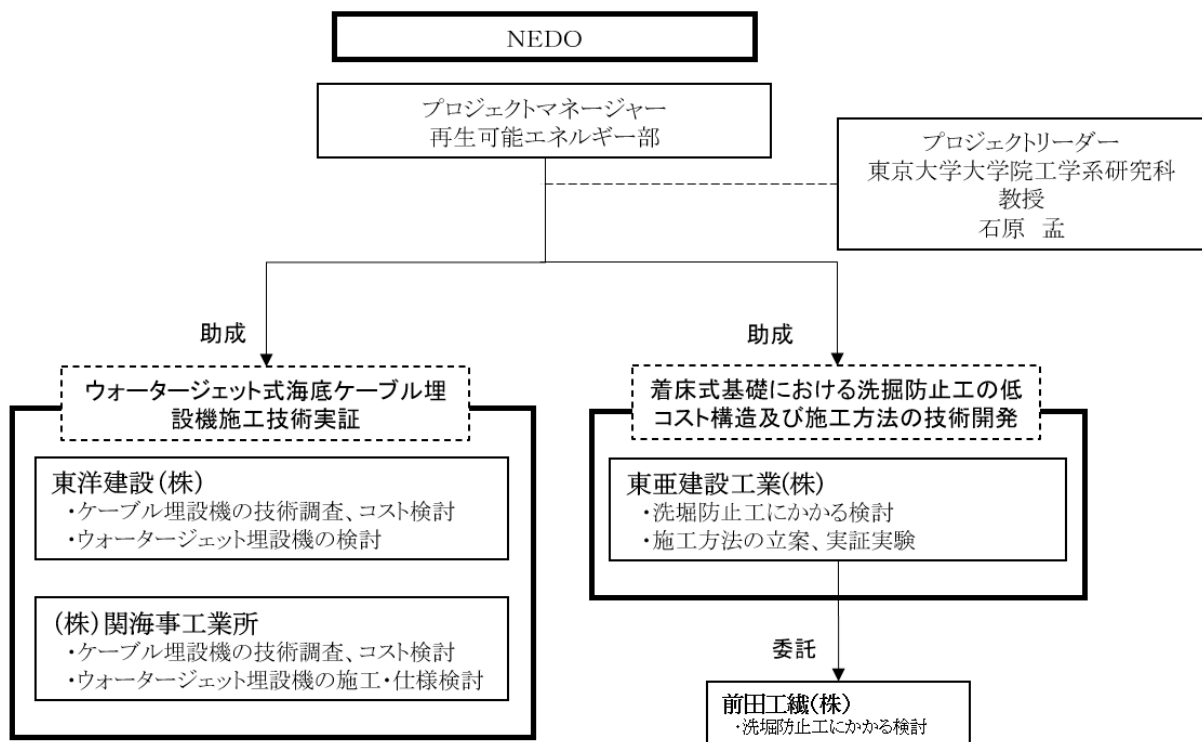 NEDO
プロジェクトマネージャー
再生可能エネルギー部
プロジェクトリーダー
東京大学大学院工学系研究科
教授
石原　孟
助成
助成
ウォータージェット式海底ケーブル埋
設機施工技術実証
着床式基礎における洗掘防止工の低
コスト構造及び施工方法の技術開発
東洋建設(株)
・ケーブル埋設機の技術調査、コスト検討
・ウォータージェット埋設機の検討
東亜建設工業(株)
・洗堀防止工にかかる検討
・施工方法の立案、実証実験
(株)関海事工業所
・ケーブル埋設機の技術調査、コスト検討
・ウォータージェット埋設機の施工・仕様検討
委託
前田工繊(株)
・洗堀防止工にかかる検討